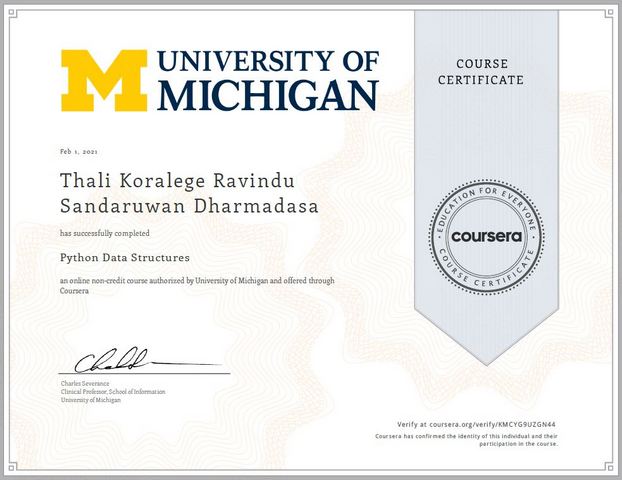 UNIVERSITY OF
MICHIGAN
COURSE
CERTIFICATE
Feb 1, 2021
Thali Koralege Ravindu
Sandaruwan Dharmadasa
has successfully completed
Python Data Structures
an online non-credit course authorized by University of Michigan and offered through
Coursera
EDUCATION FOR EVERYONE
coursera
COURSE CERTIFICATE
Charles Severance
Clinical Professor, School of Information
University of Michigan
Verify at coursera.org/verify/KMCYG9UZGN44
Coursera has confirmed the identity of this individual and their
participation in the course.